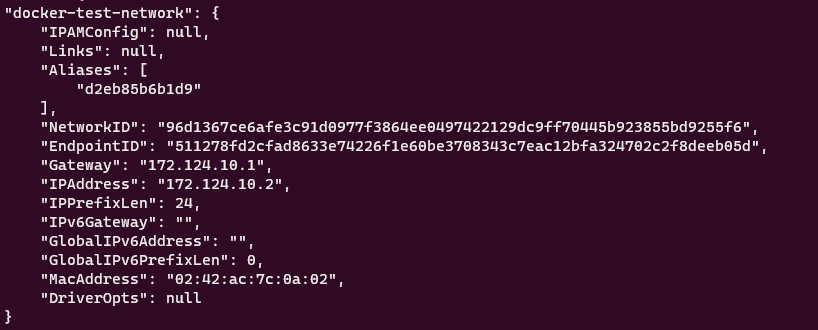 "docker-test-network": {
    "IPAMConfig": null,
    "Links": null,
    "Aliases": [
        "d2eb85b6b1d9"
    ],
    "NetworkID": "96d1367ce6afe3c91d0977f3864ee0497422129dc9ff70445b923855bd9255f6",
    "EndpointID": "511278fd2cfad8633e74226f1e60be3708343c7eac12bfa324702c2f8deeb05d",
    "Gateway": "172.124.10.1",
    "IPAddress": "172.124.10.2",
    "IPPrefixLen": 24,
    "IPv6Gateway": "",
    "GlobalIPv6Address": "",
    "GlobalIPv6PrefixLen": 0,
    "MacAddress": "02:42:ac:7c:0a:02",
    "DriverOpts": null
}